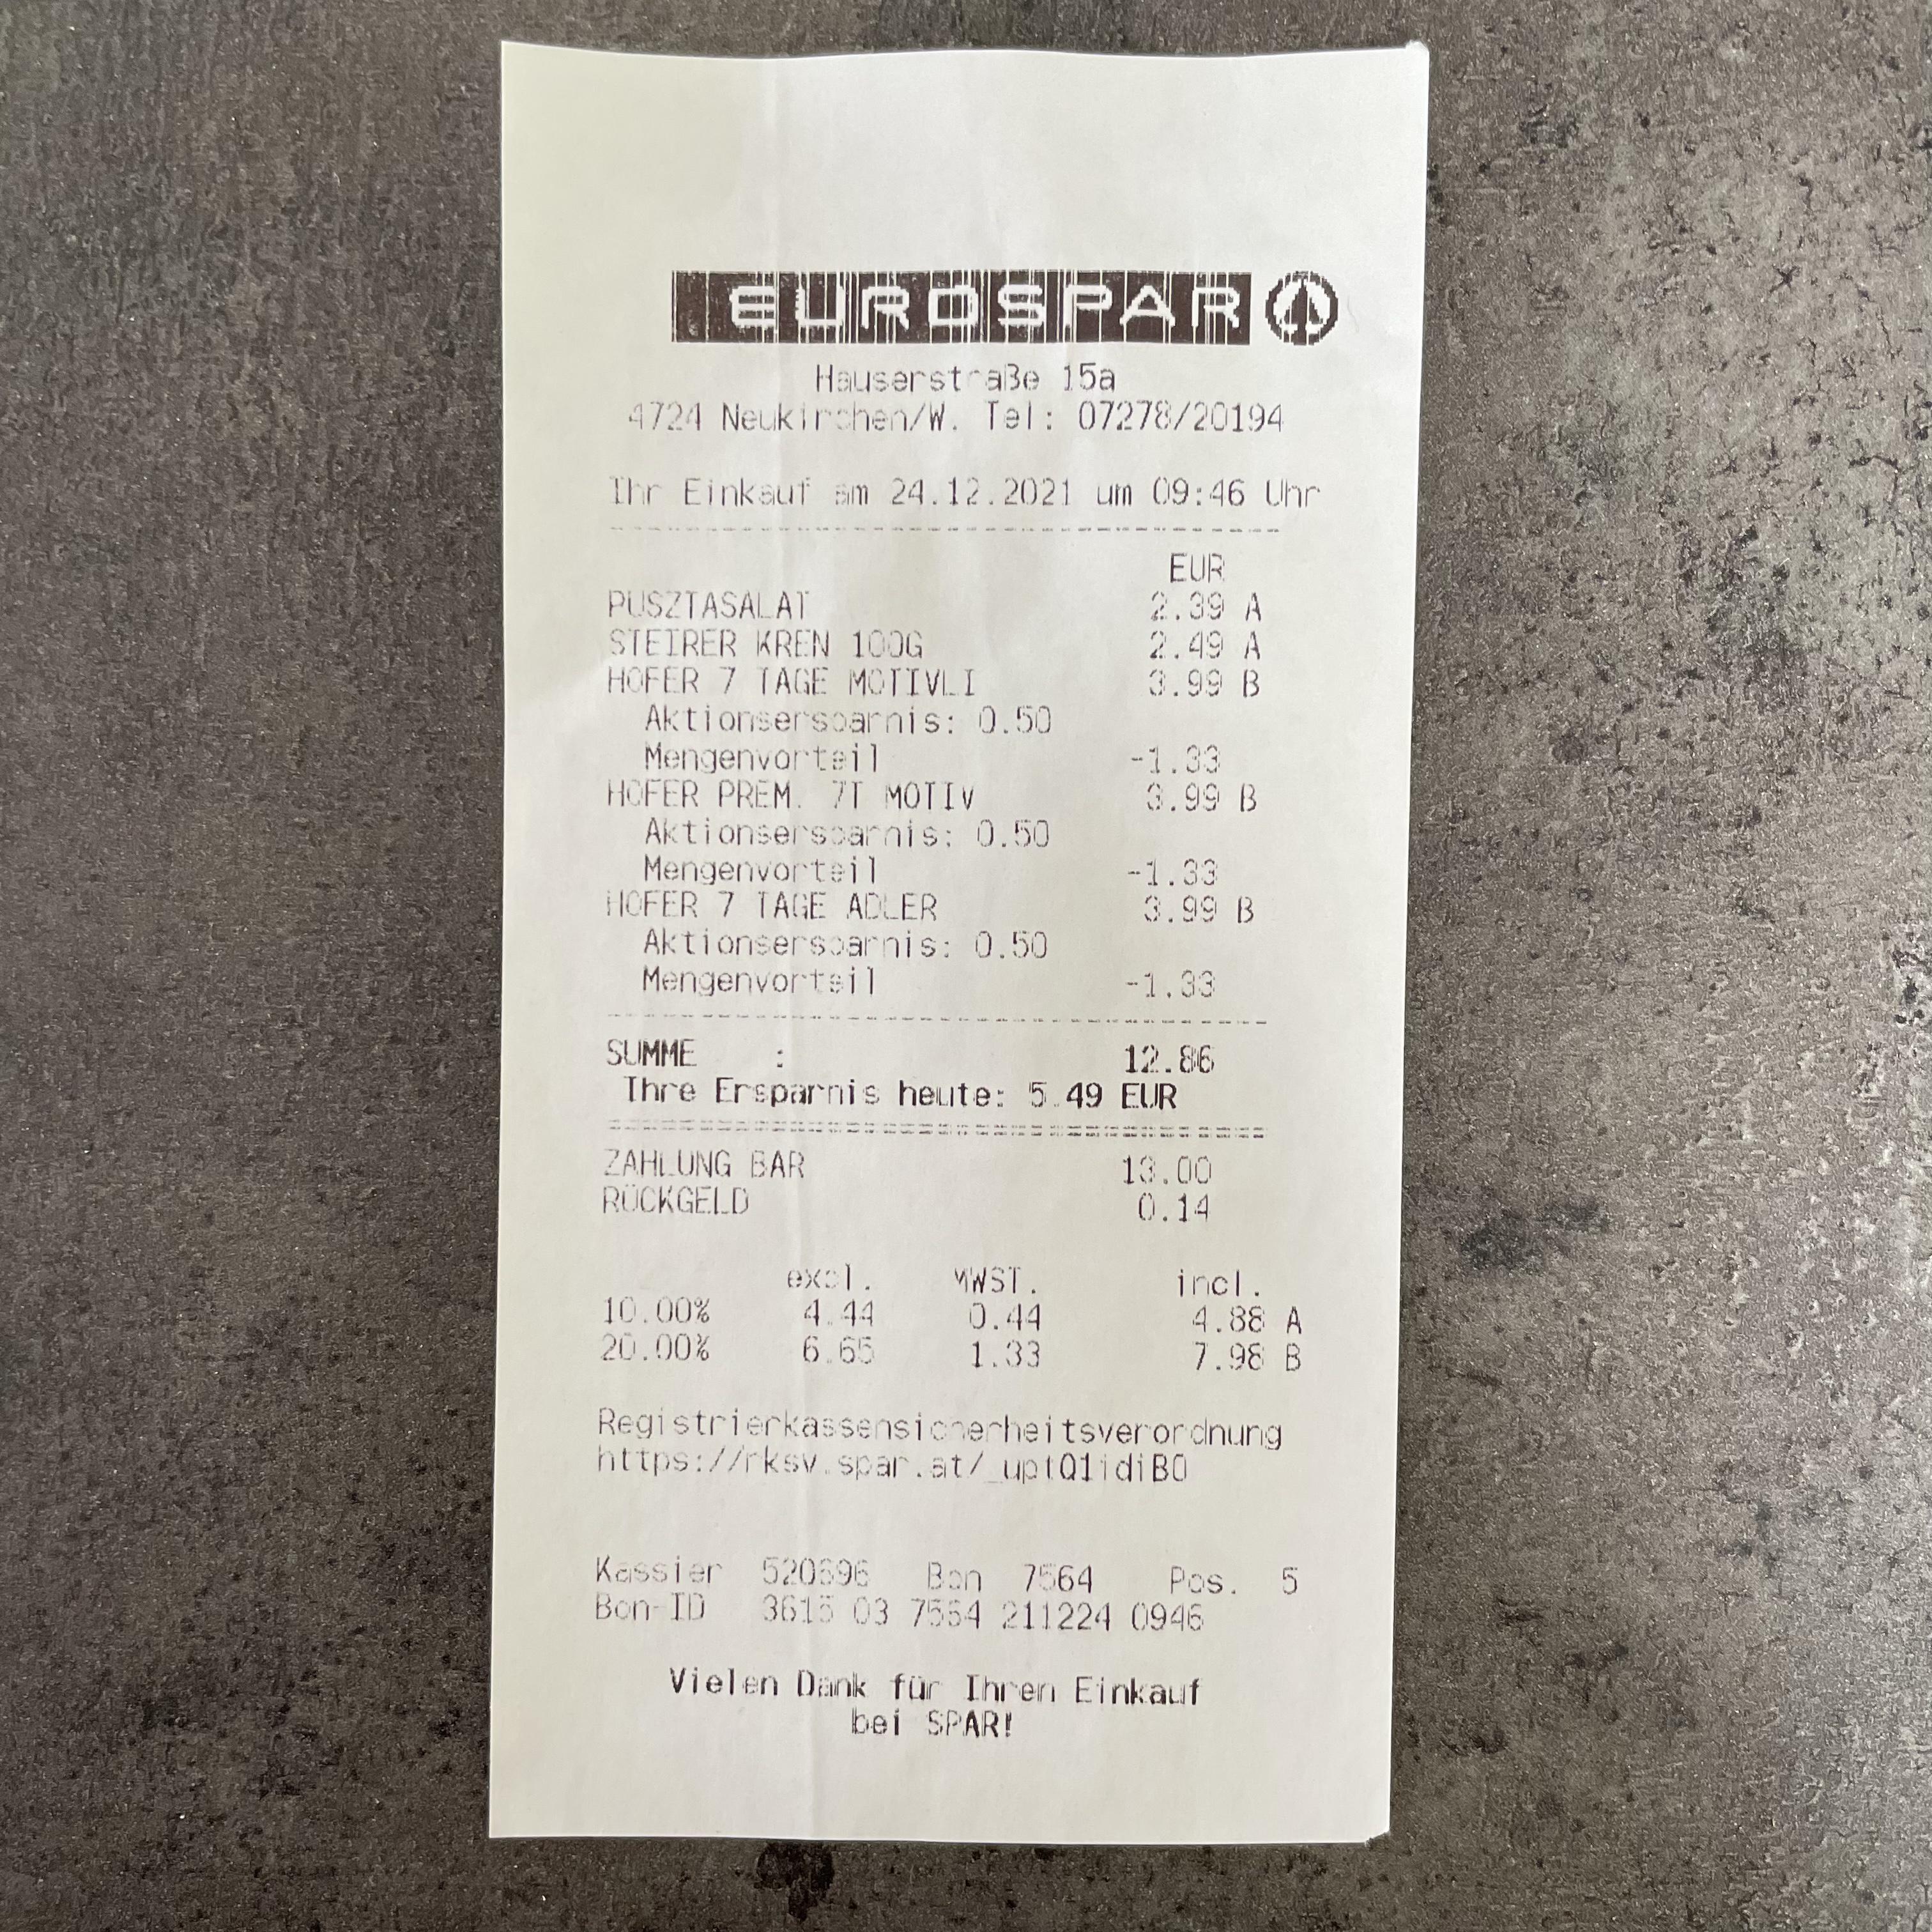 EUROSPAR
Hauserstraße 15a
4724 Neukirchen/W. Tel: 07278/20194
Ihr Einkauf am 24.12.2021 um 09:46 Uhr
EUR
PUSZTASALAT 2.39 A
STEIRER KREN 100G 2.49 A
HOFER 7 TAGE MOTIVLI 3.99 B
Aktionsersparnis: 0.50
Mengenvorteil -1.33
HOFER PREM. 7T MOTIV 3.99 B
Aktionsersparnis: 0.50
Mengenvorteil -1.33
HOFER 7 TAGE ADLER 3.99 B
Aktionsersparnis: 0.50
Mengenvorteil -1.33
SUMME : 12.86
Ihre Ersparnis heute: 5.49 EUR
ZAHLUNG BAR 13.00
RÜCKGELD 0.14
excl. MWST. incl.
10.00% 4.44 0.44 4.88 A
20.00% 6.65 1.33 7.98 B
Registrierkassensicherheitsverordnung
https://rksv.spar.at/_uptQ1idiB0
Kassier 520696 Bon 7564 Pos. 5
Bon-ID 3615 03 7564 211224 0946
Vielen Dank für Ihren Einkauf
bei SPAR!